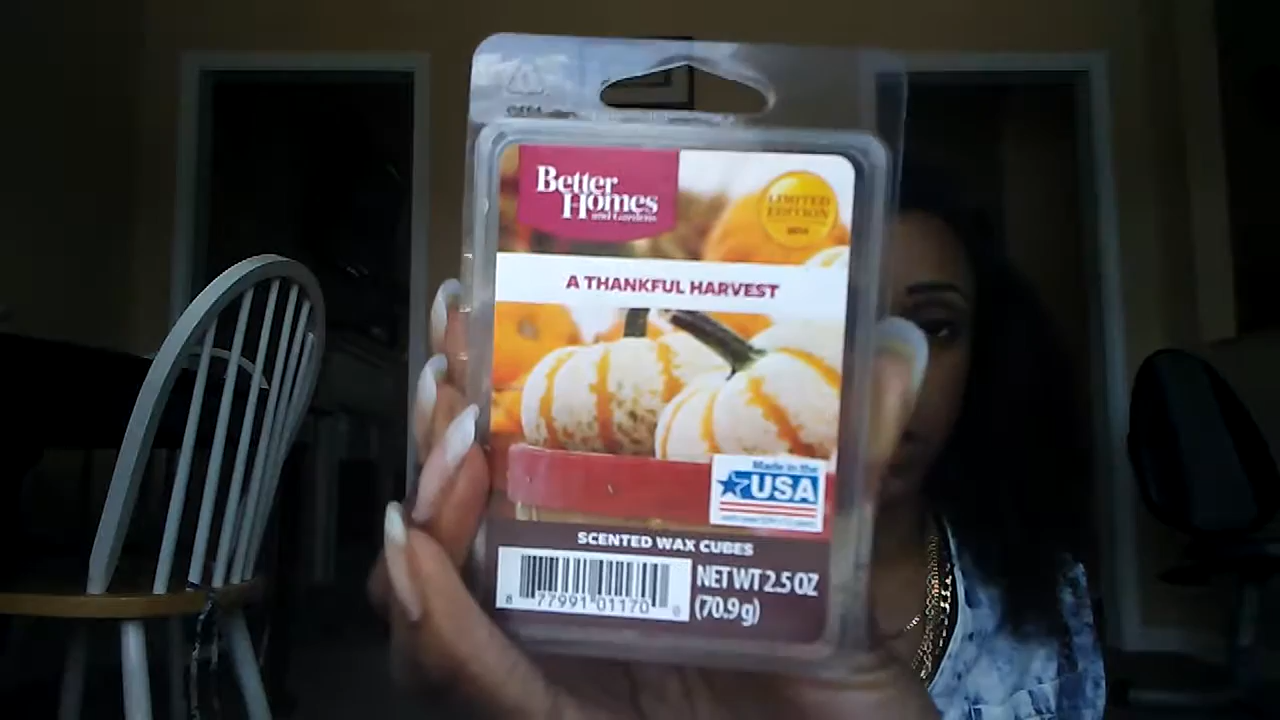 Better
Homes
and Gardens
LIMITED
EDITION
A THANKFUL HARVEST
Made in the
USA
SCENTED WAX CUBES
NET WT 2.5 OZ
(70.9g)
8 77991 01170 0